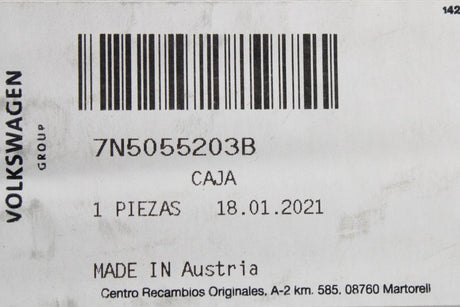 142
VOLKSWAGEN
GROUP
7N5055203B
CAJA
1 PIEZAS 18.01.2021
MADE IN Austria
Centro Recambios Originales, A-2 km. 585. 08760 Martorell